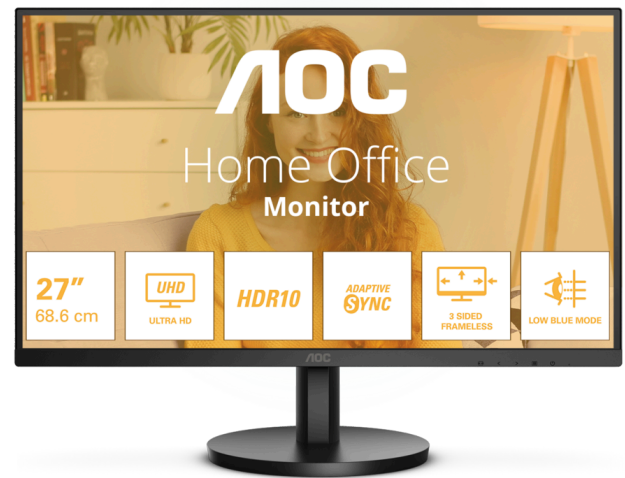 AOC
Home Office
Monitor
27”
68.6 cm
UHD
ULTRA HD
HDR10
ADAPTIVE
SYNC
3 SIDED
FRAMELESS
LOW BLUE MODE
AOC